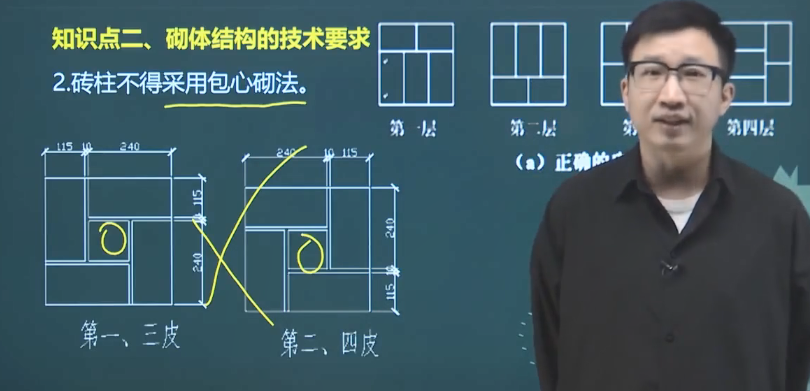 知识点二、砌体结构的技术要求
2.砖柱不得采用包心砌法。
第一层
第二层
第
第四层
(a)正确的
115 10 240
115
10
240
第一、三皮
240 10 115
240
10
115
第二、四皮